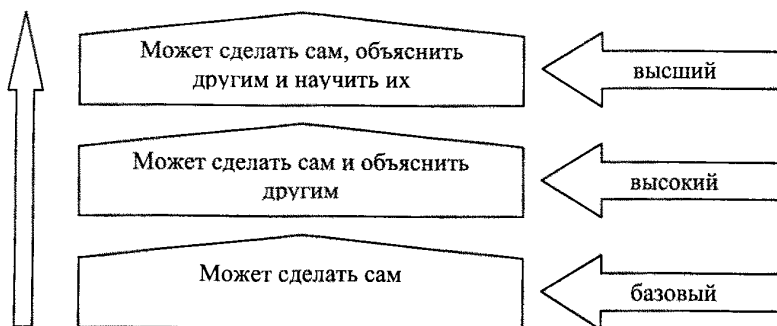 Может сделать сам, объяснить
другим и научить их
высший
Может сделать сам и объяснить
другим
высокий
Может сделать сам
базовый